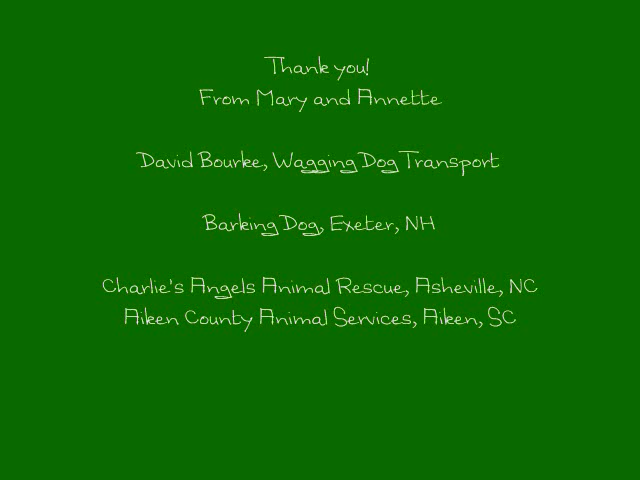 Thank you!
From Mary and Annette
David Bourke, Wagging Dog Transport
Barking Dog, Exeter, NH
Charlie's Angels Animal Rescue, Asheville, NC
Aiken County Animal Services, Aiken, SC